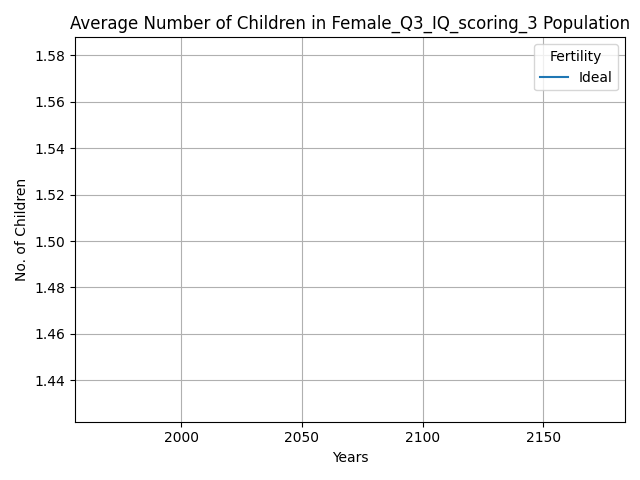 Average Number of Children in Female_Q3_IQ_scoring_3 Population
Fertility
Ideal
No. of Children
1.58
1.56
1.54
1.52
1.50
1.48
1.46
1.44
2000 2050 2100 2150
Years